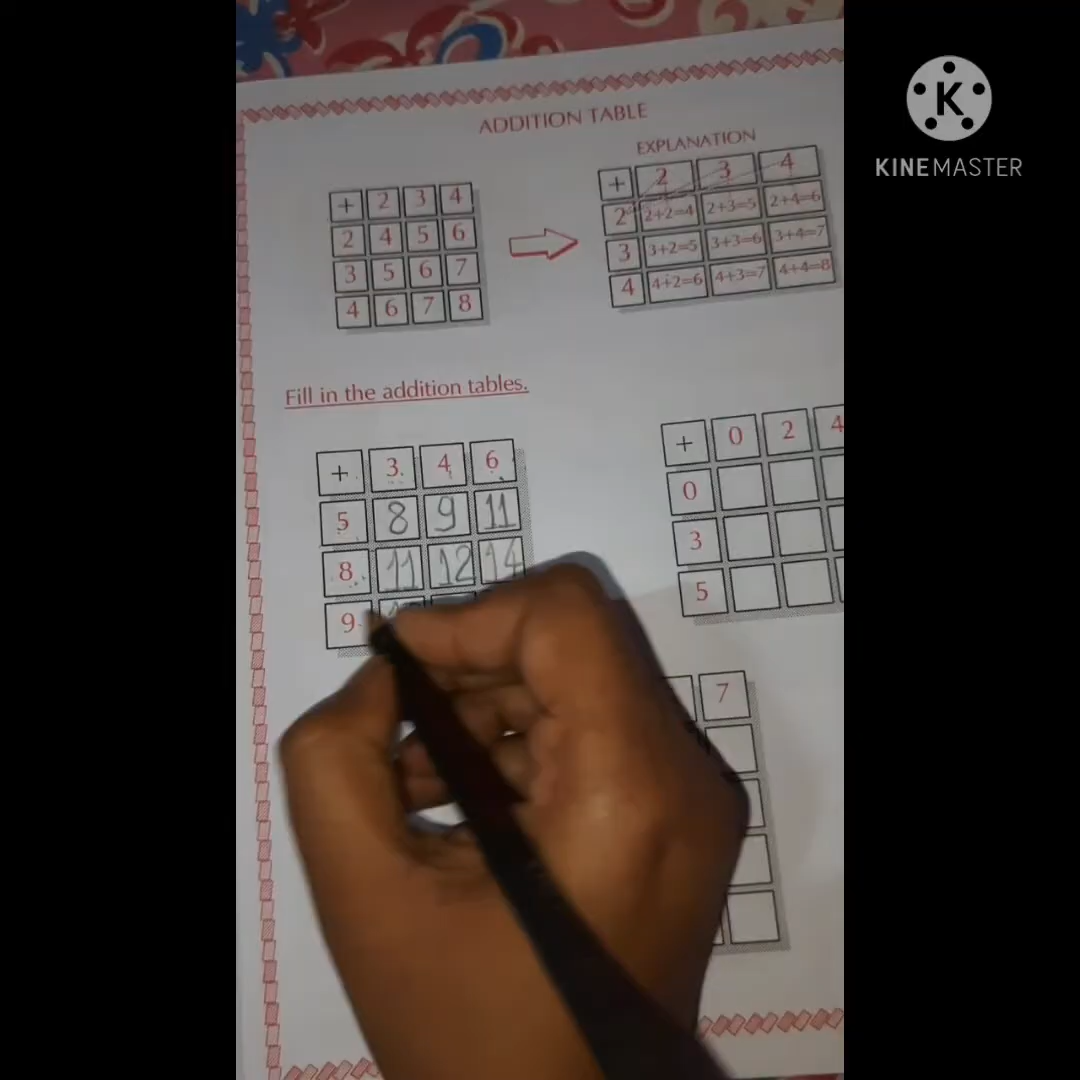 K
KINEMASTER
ADDITION TABLE
EXPLANATION
+ 2 3 4
2 4 5 6
3 5 6 7
4 6 7 8
+ 2 3 4
2 2+2=4 2+3=5 2+4=6
3 3+2=5 3+3=6 3+4=7
4 4+2=6 4+3=7 4+4=8
Fill in the addition tables.
+ 3 4 6
5 8 9 11
8 11 12 14
9
+ 0 2 4
0
3
5
7